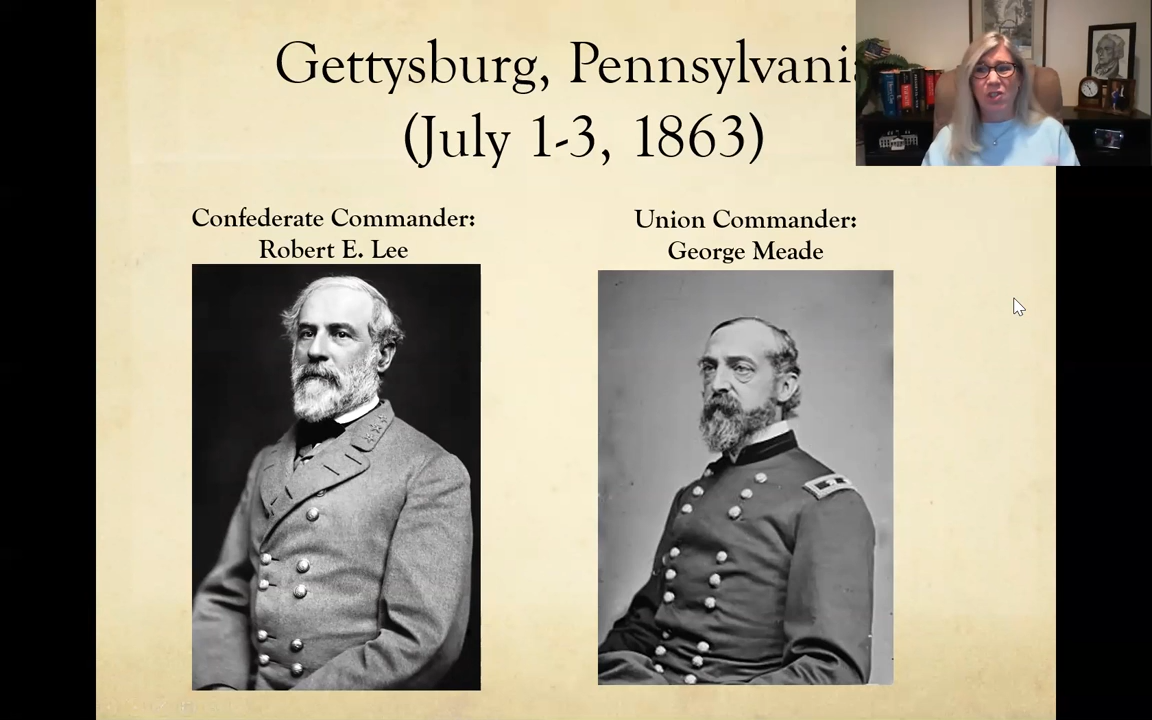 Gettysburg, Pennsylvani
(July 1-3, 1863)
Confederate Commander:
Robert E. Lee
Union Commander:
George Meade